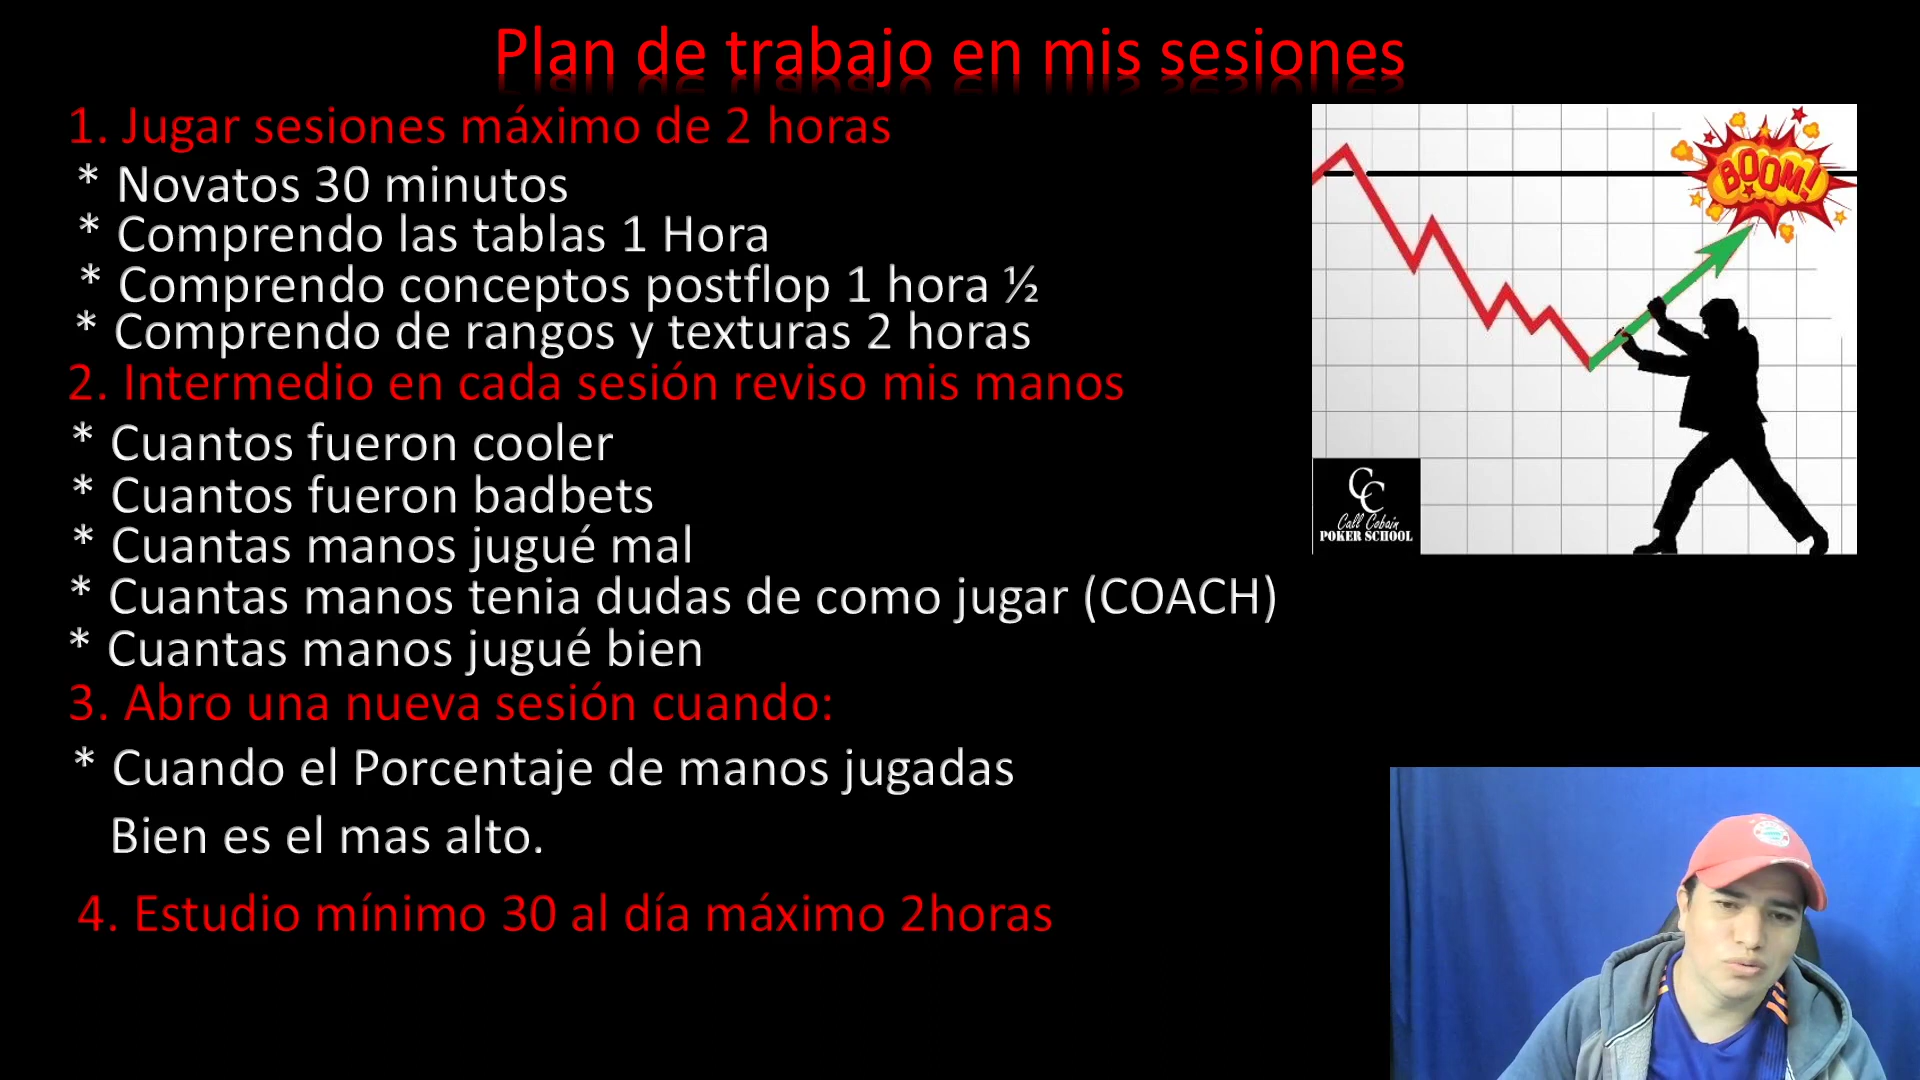 Plan de trabajo en mis sesiones
1. Jugar sesiones máximo de 2 horas
* Novatos 30 minutos
* Comprendo las tablas 1 Hora
* Comprendo conceptos postflop 1 hora ½
* Comprendo de rangos y texturas 2 horas
2. Intermedio en cada sesión reviso mis manos
* Cuantos fueron cooler
* Cuantos fueron badbets
* Cuantas manos jugué mal
* Cuantas manos tenia dudas de como jugar (COACH)
* Cuantas manos jugué bien
3. Abro una nueva sesión cuando:
* Cuando el Porcentaje de manos jugadas
Bien es el mas alto.
4. Estudio mínimo 30 al día máximo 2horas
BOOM!
CC
Call Cobain
POKER SCHOOL